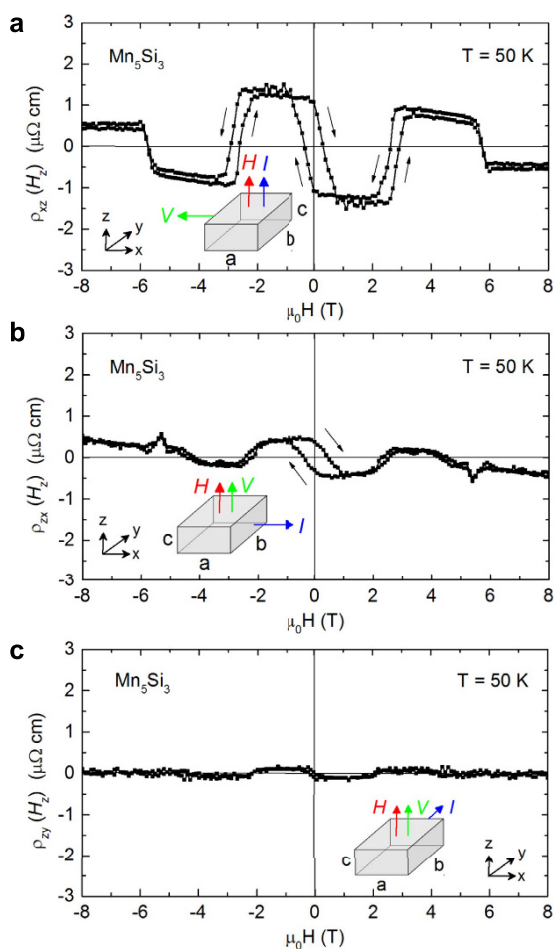 a
Mn₅Si₃
T = 50 K
ρxz (Hz) (μΩ cm)
3
2
1
0
-1
-2
-3
H
I
V
c
b
a
z
y
x
-8 -6 -4 -2 0 2 4 6 8
μ₀H (T)
b
Mn₅Si₃
T = 50 K
ρzx (Hz) (μΩ cm)
3
2
1
0
-1
-2
-3
H
V
I
c
b
a
z
y
x
-8 -6 -4 -2 0 2 4 6 8
μ₀H (T)
c
Mn₅Si₃
T = 50 K
ρzy (Hz) (μΩ cm)
3
2
1
0
-1
-2
-3
H
V
I
c
b
a
z
y
x
-8 -6 -4 -2 0 2 4 6 8
μ₀H (T)